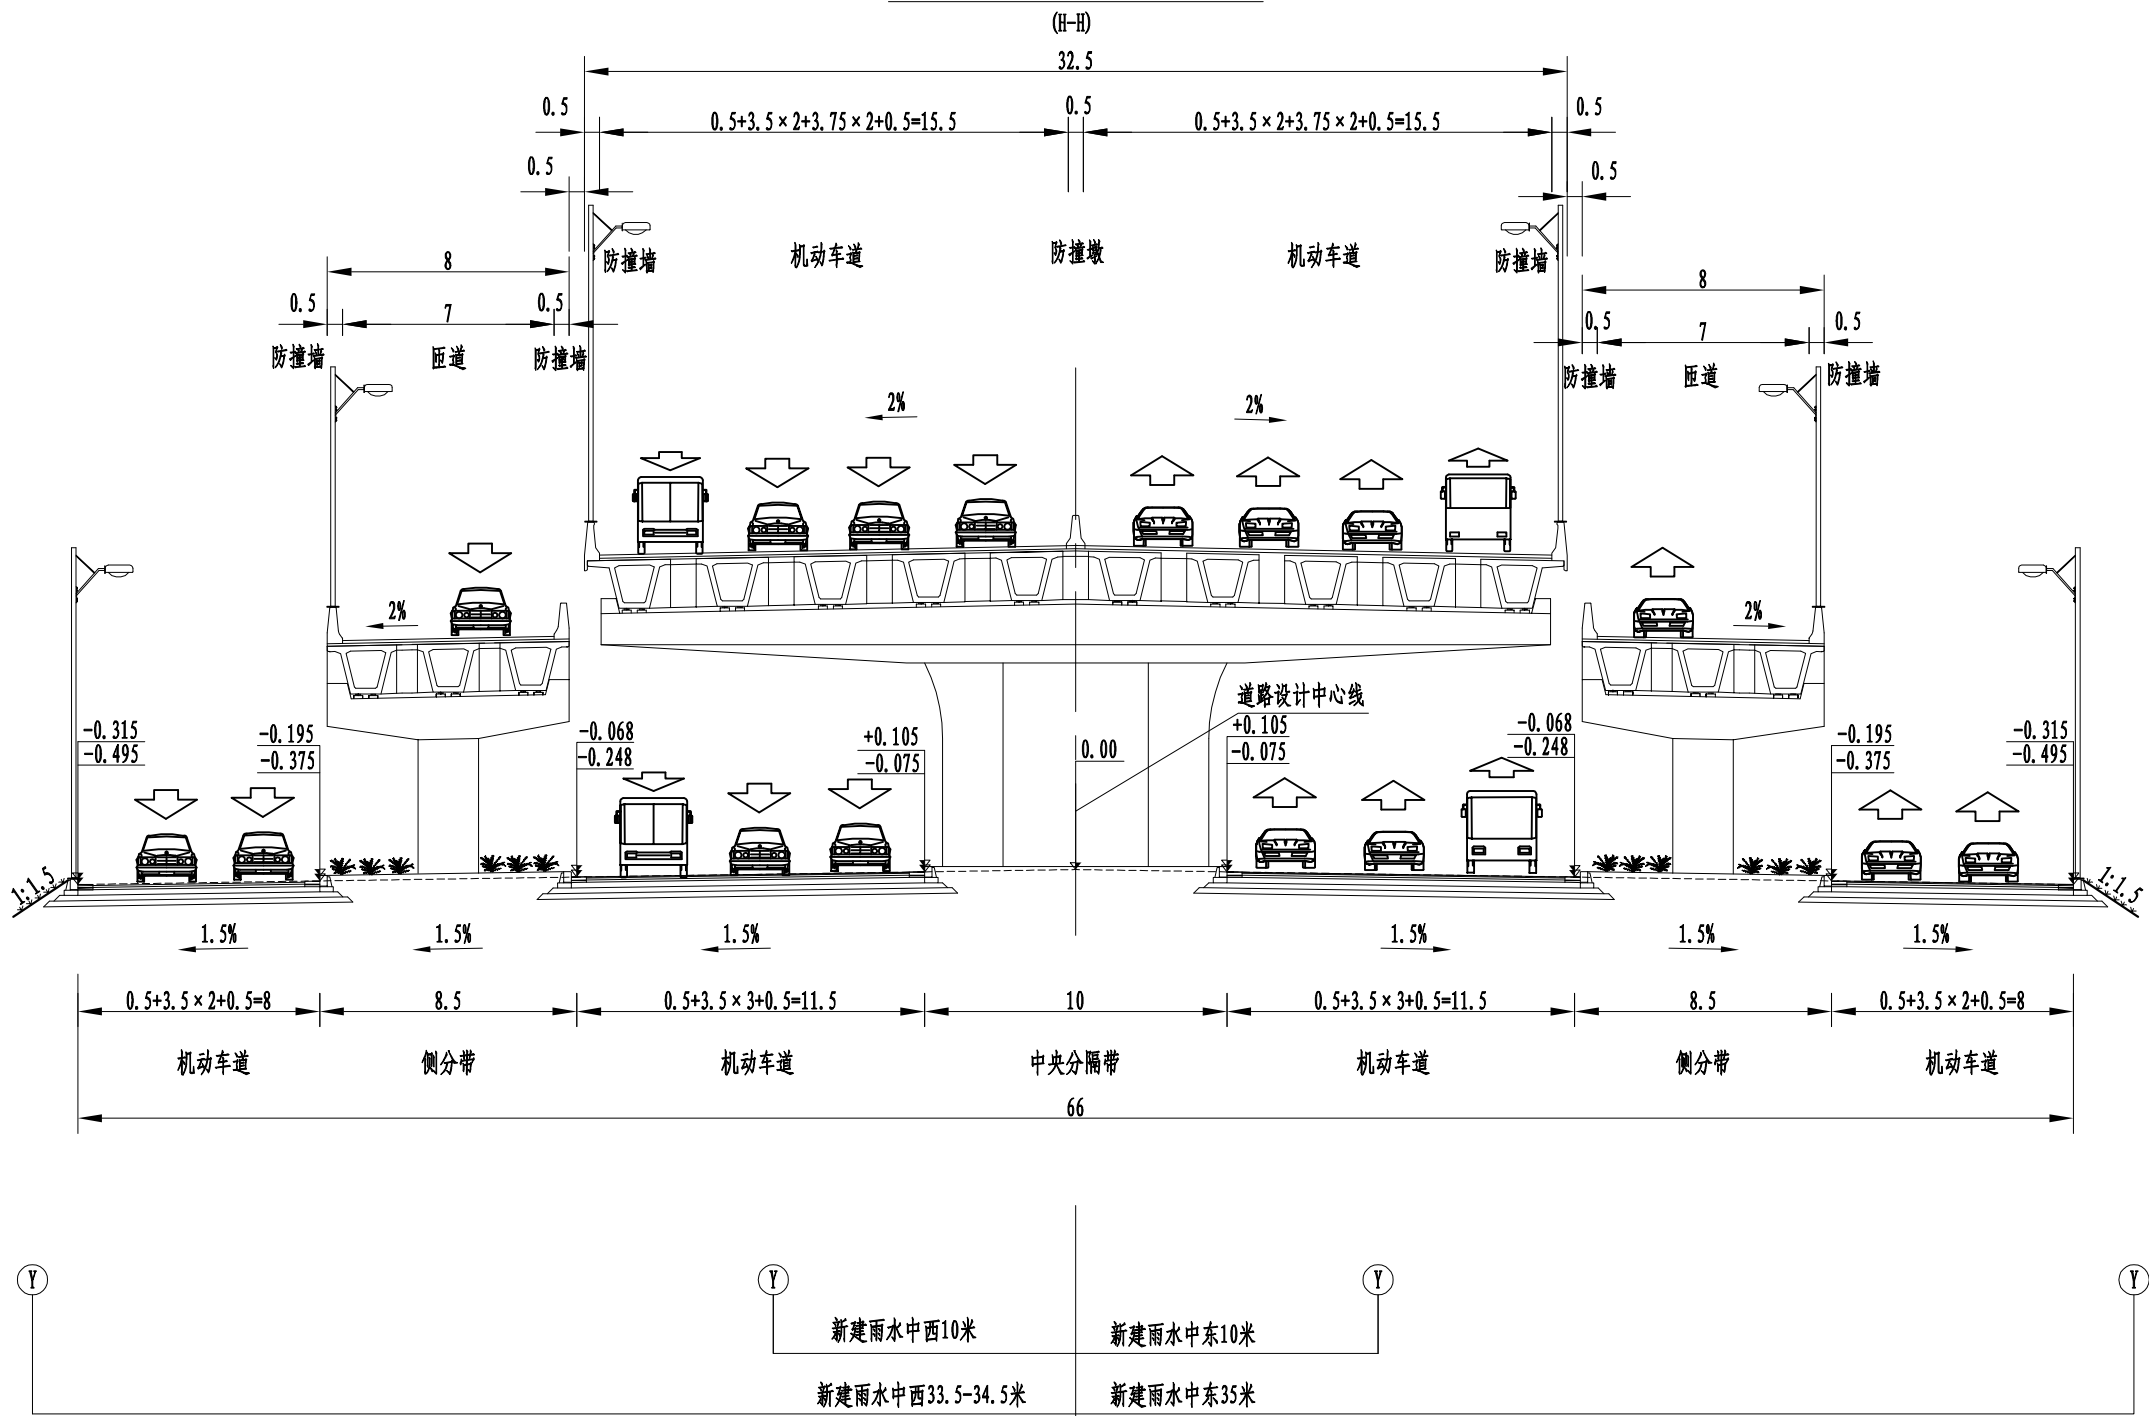 (H-H)
32.5
0.5 0.5+3.5×2+3.75×2+0.5=15.5 0.5 0.5+3.5×2+3.75×2+0.5=15.5 0.5
0.5 0.5
防撞墙 机动车道 防撞墩 机动车道 防撞墙
8 8
0.5 7 0.5 0.5 7 0.5
防撞墙 匝道 防撞墙 防撞墙 匝道 防撞墙
2% 2%
2% 2%
道路设计中心线
-0.315 -0.195 -0.068 +0.105 0.00 +0.105 -0.068 -0.195 -0.315
-0.495 -0.375 -0.248 -0.075 -0.075 -0.248 -0.375 -0.495
1:1.5 1:1.5
1.5% 1.5% 1.5% 1.5% 1.5% 1.5%
0.5+3.5×2+0.5=8 8.5 0.5+3.5×3+0.5=11.5 10 0.5+3.5×3+0.5=11.5 8.5 0.5+3.5×2+0.5=8
机动车道 侧分带 机动车道 中央分隔带 机动车道 侧分带 机动车道
66
Y Y Y Y
新建雨水中西10米 新建雨水中东10米
新建雨水中西33.5-34.5米 新建雨水中东35米